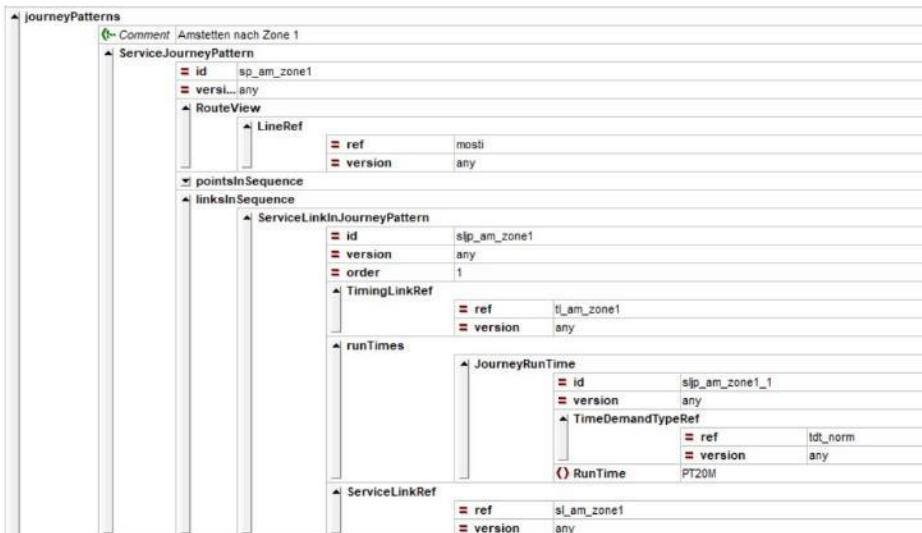 journeyPatterns
Comment Amstetten nach Zone 1
ServiceJourneyPattern
= id sp_am_zone1
= versi... any
RouteView
LineRef
= ref mosti
= version any
pointsInSequence
linksInSequence
ServiceLinkInJourneyPattern
= id sljp_am_zone1
= version any
= order 1
TimingLinkRef
= ref tl_am_zone1
= version any
runTimes
JourneyRunTime
= id sljp_am_zone1_1
= version any
TimeDemandTypeRef
= ref tdt_norm
= version any
() RunTime PT20M
ServiceLinkRef
= ref sl_am_zone1
= version any